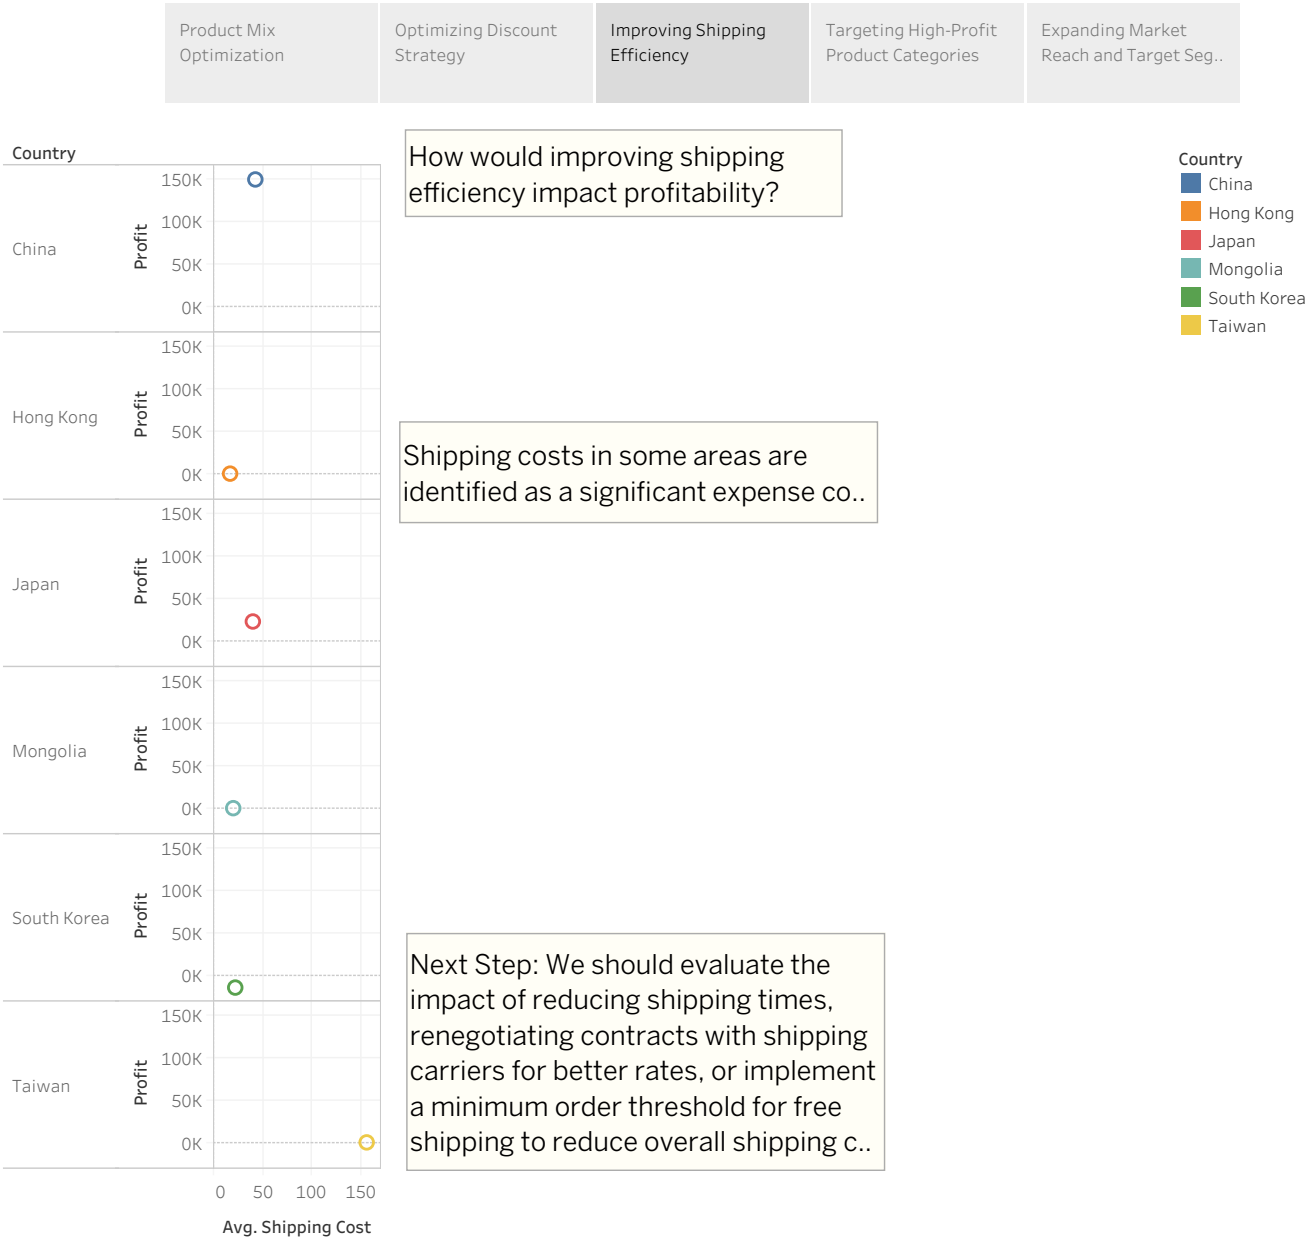 Product Mix
Optimization
Optimizing Discount
Strategy
Improving Shipping
Efficiency
Targeting High-Profit
Product Categories
Expanding Market
Reach and Target Seg..
Country
China
Profit
150K
100K
50K
0K
Hong Kong
Profit
150K
100K
50K
0K
Japan
Profit
150K
100K
50K
0K
Mongolia
Profit
150K
100K
50K
0K
South Korea
Profit
150K
100K
50K
0K
Taiwan
Profit
150K
100K
50K
0K
0 50 100 150
Avg. Shipping Cost
How would improving shipping
efficiency impact profitability?
Shipping costs in some areas are
identified as a significant expense co..
Next Step: We should evaluate the
impact of reducing shipping times,
renegotiating contracts with shipping
carriers for better rates, or implement
a minimum order threshold for free
shipping to reduce overall shipping c..
Country
China
Hong Kong
Japan
Mongolia
South Korea
Taiwan